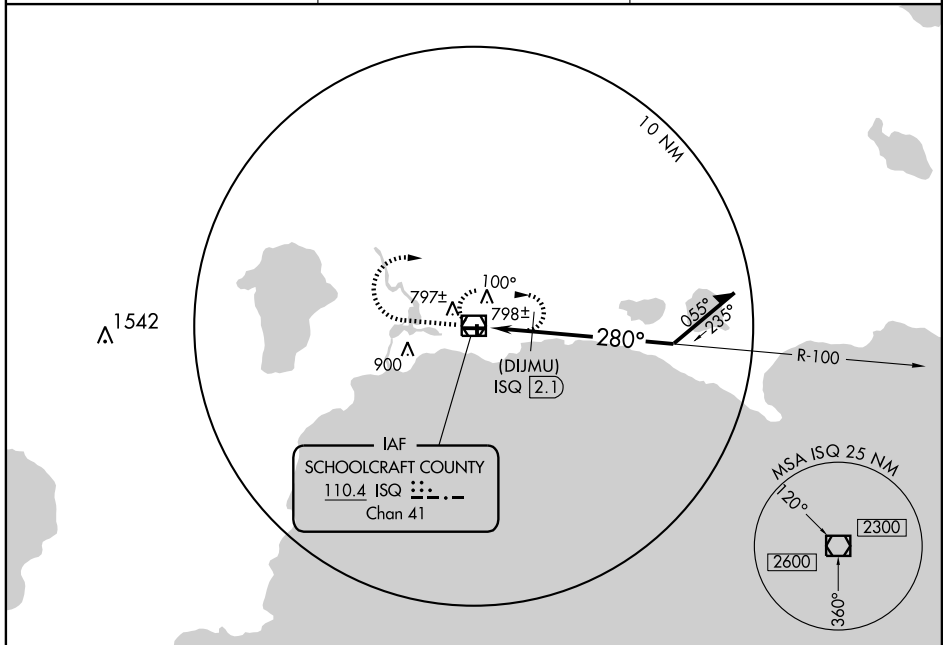 10 NM
1542
797±
100°
798±
900
(DIJMU)
ISQ 2.1
280°
055°
235°
R-100
IAF
SCHOOLCRAFT COUNTY
110.4 ISQ
Chan 41
MSA ISQ 25 NM
120°
2300
2600
360°